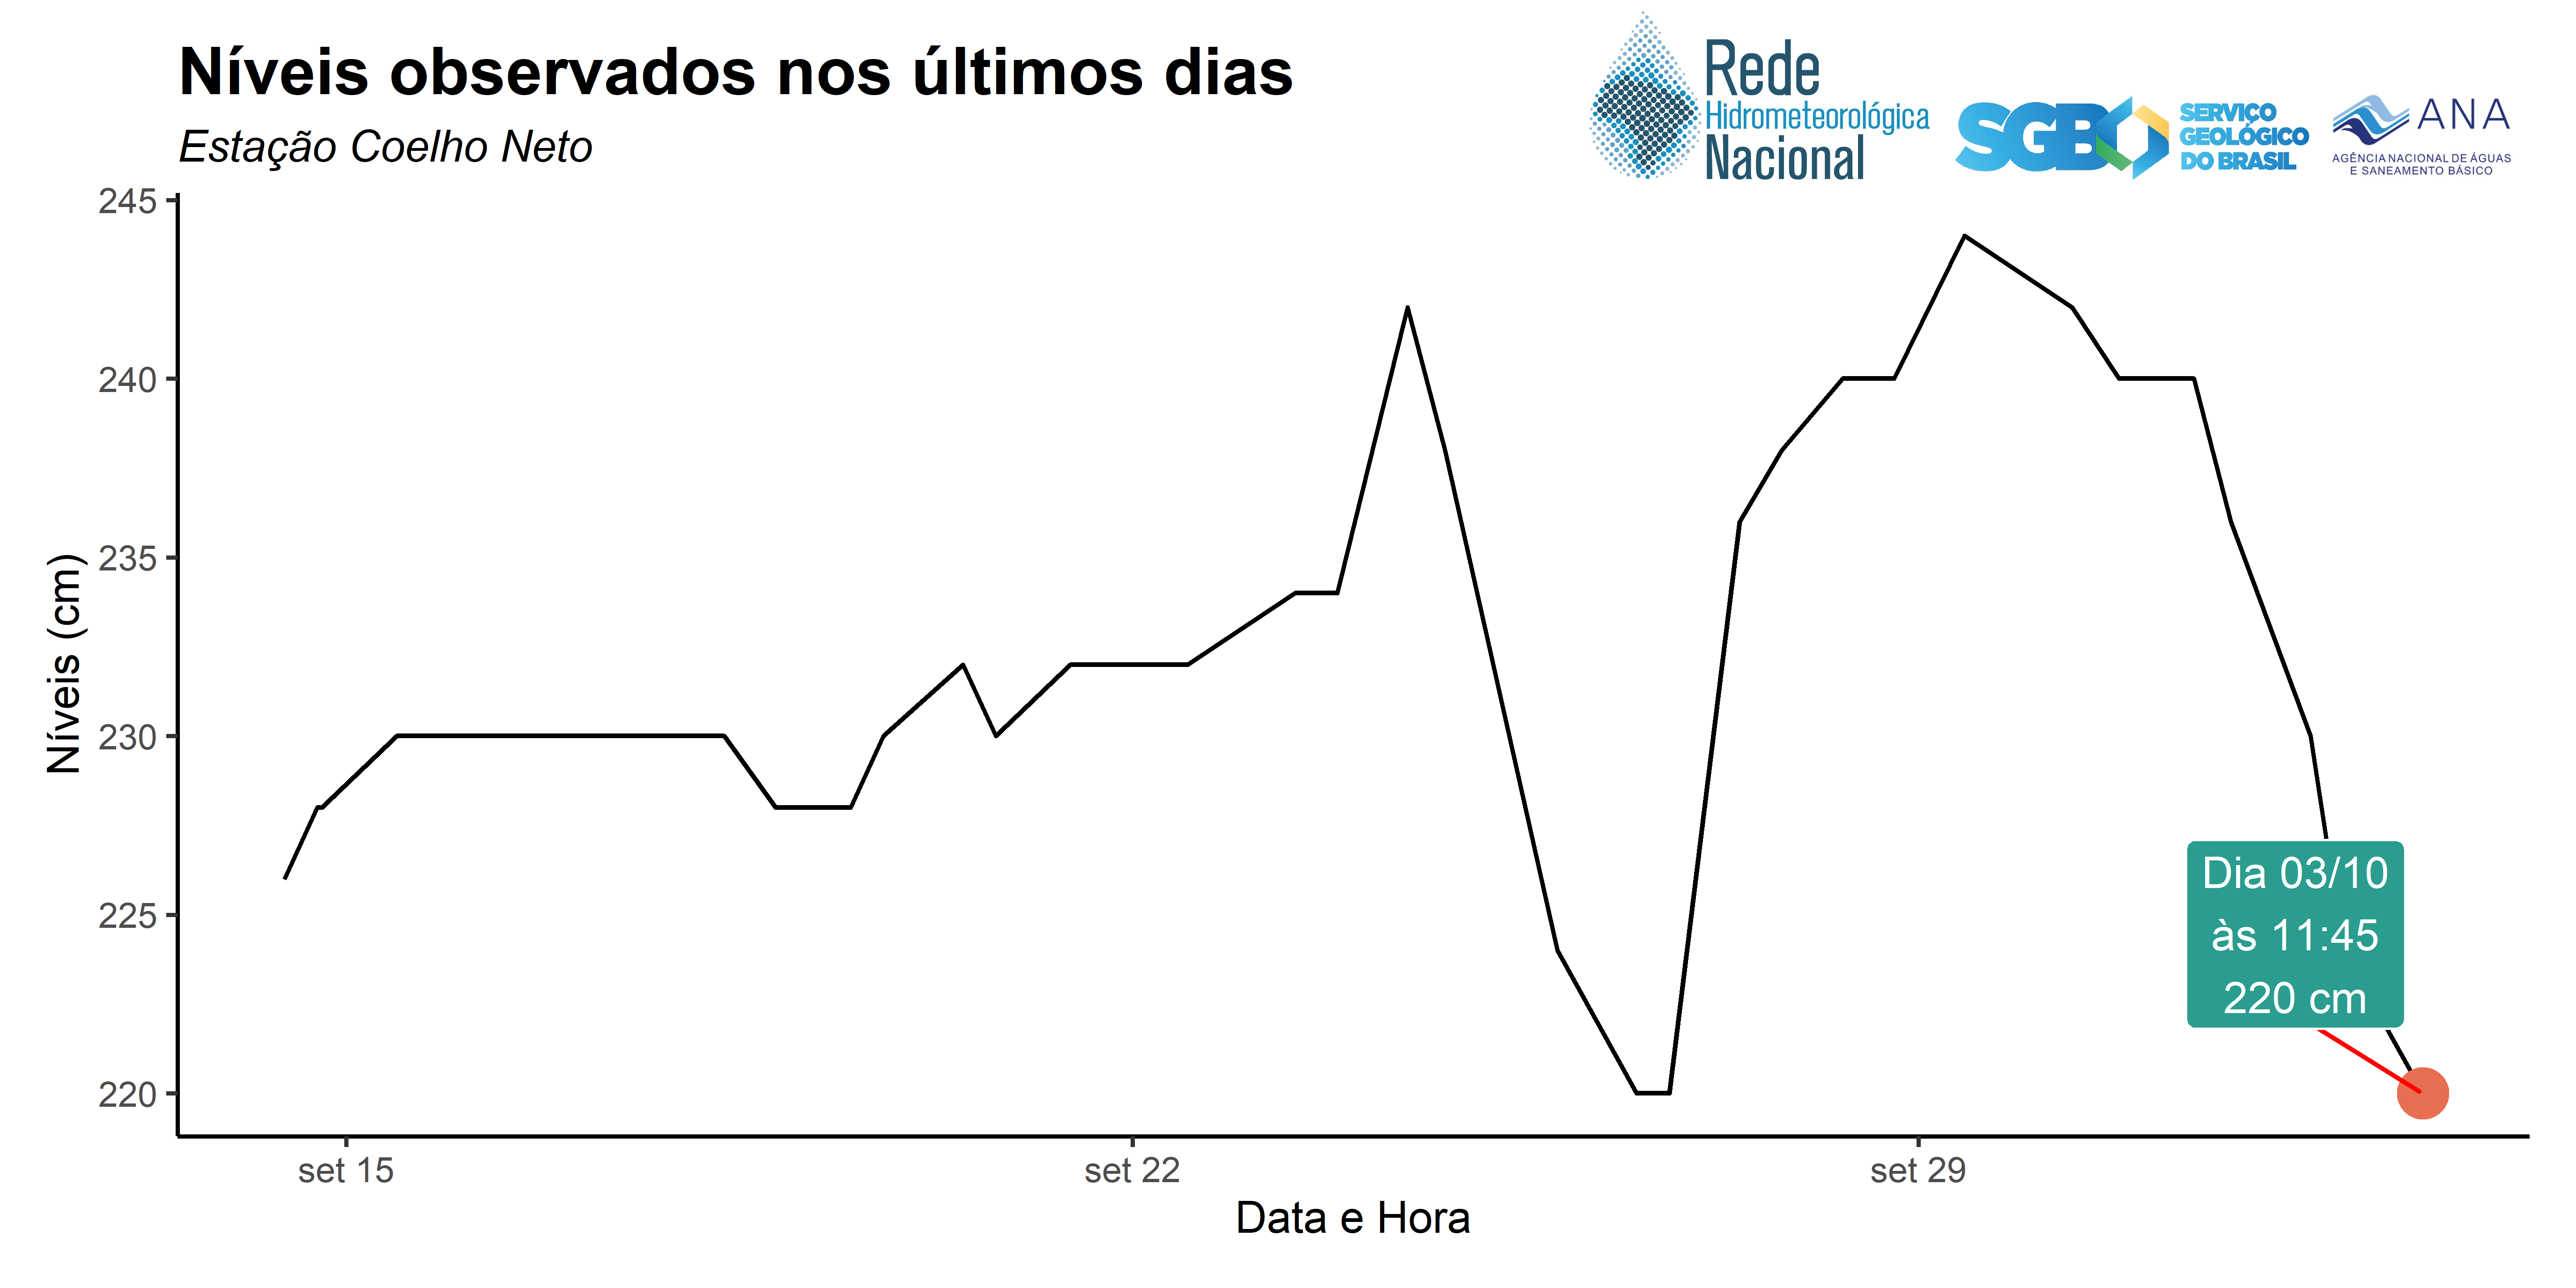 Níveis observados nos últimos dias
Estação Coelho Neto
Rede
Hidrometeorológica
Nacional
SGB
SERVIÇO
GEOLÓGICO
DO BRASIL
ANA
AGÊNCIA NACIONAL DE ÁGUAS
E SANEAMENTO BÁSICO
Níveis (cm)
245
240
235
230
225
220
Dia 03/10
às 11:45
220 cm
set 15
set 22
set 29
Data e Hora